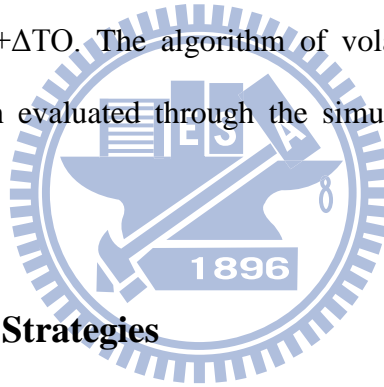 +ΔTO. The algorithm of vola
n evaluated through the simu
E S A
1896
Strategies